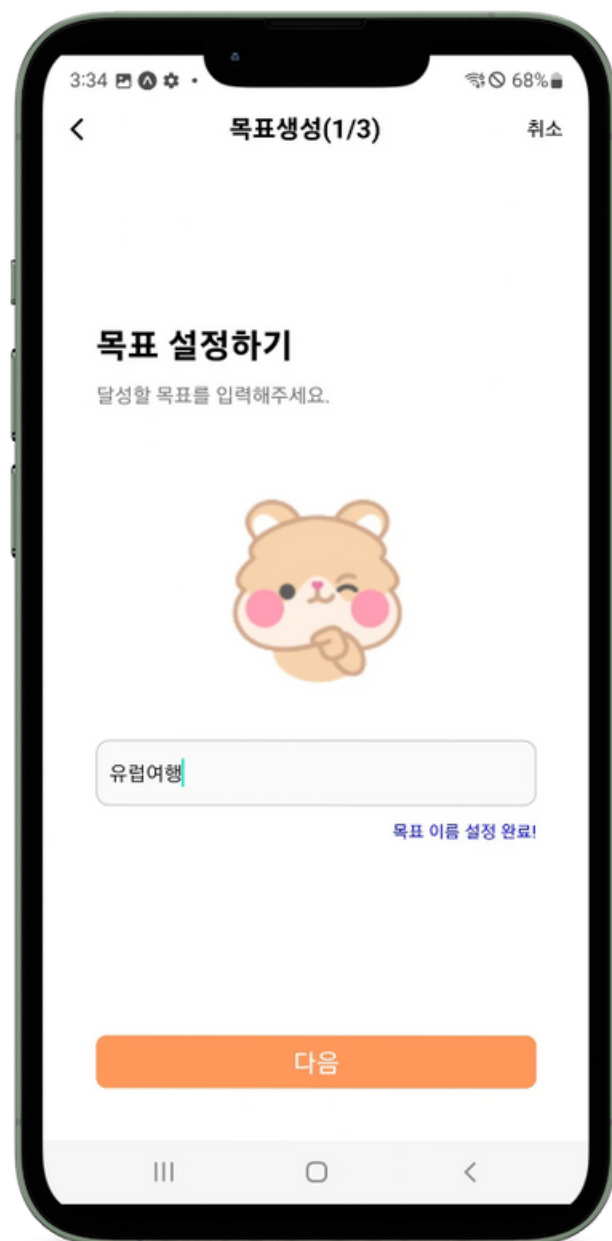 3:34 68%
목표생성(1/3) 취소
목표 설정하기
달성할 목표를 입력해주세요.
유럽여행
목표 이름 설정 완료!
다음